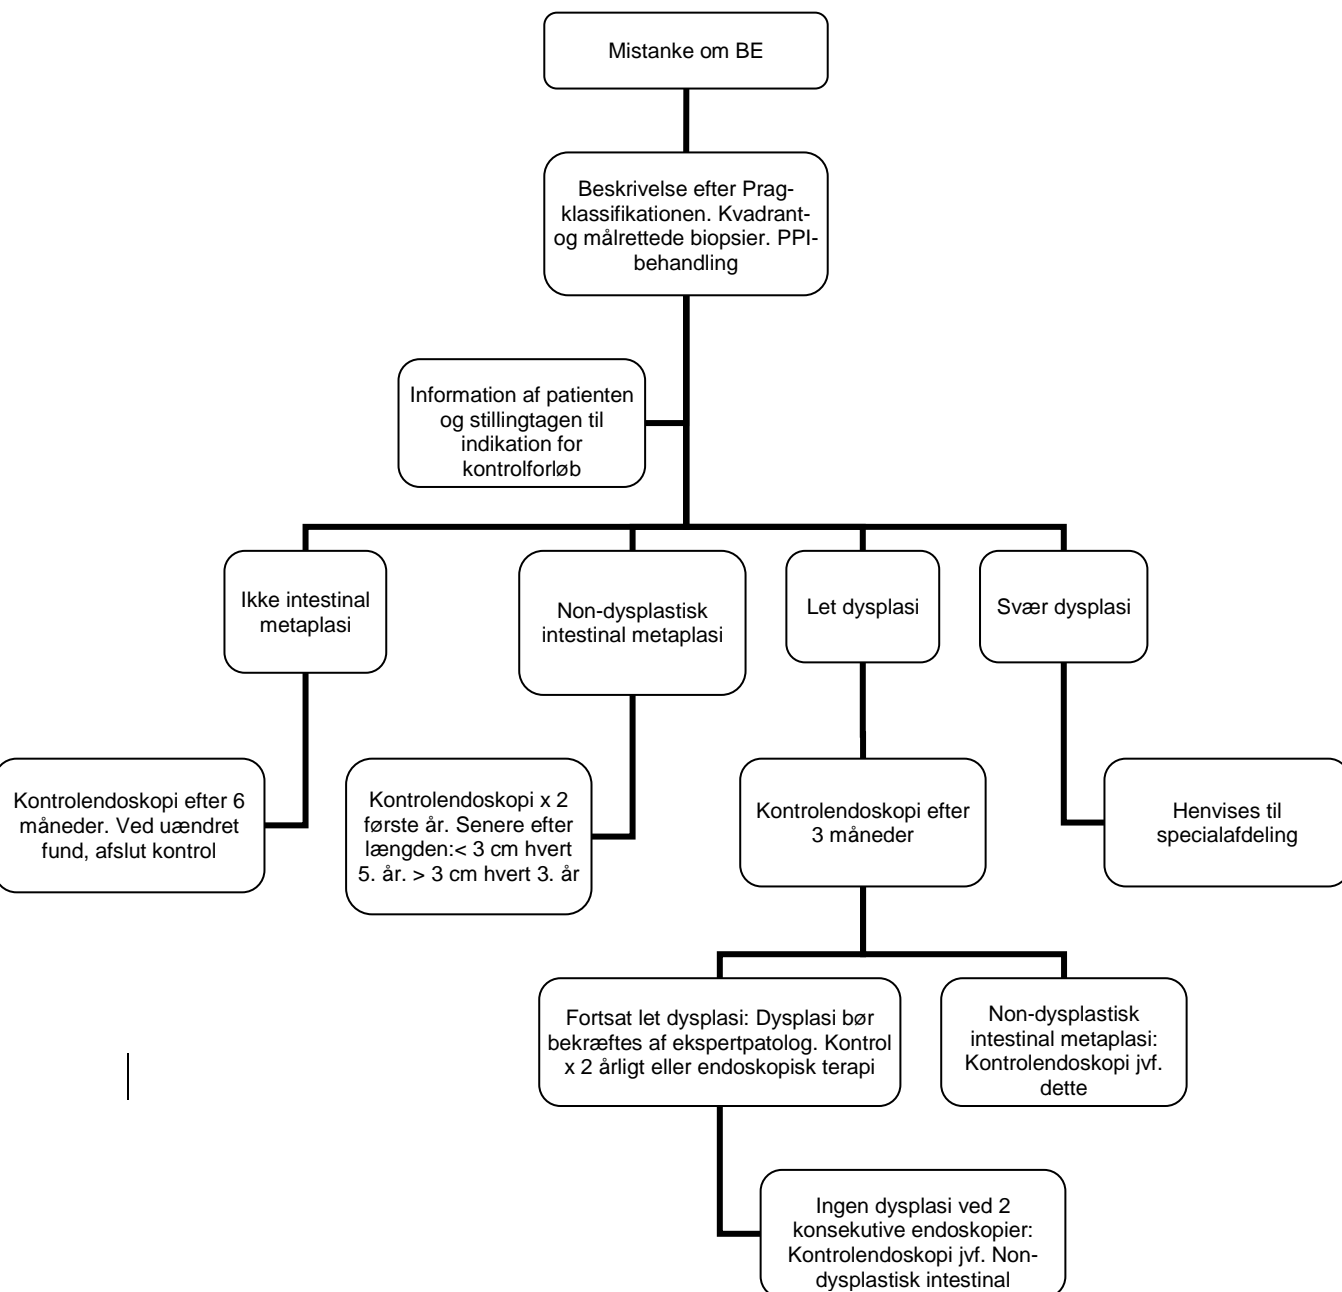 Mistanke om BE
Beskrivelse efter Prag-
klassifikationen. Kvadrant-
og målrettede biopsier. PPI-
behandling
Information af patienten
og stillingtagen til
indikation for
kontrolforløb
Ikke intestinal
metaplasi
Non-dysplastisk
intestinal metaplasi
Let dysplasi
Svær dysplasi
Kontrolendoskopi efter 6
måneder. Ved uændret
fund, afslut kontrol
Kontrolendoskopi x 2
første år. Senere efter
længden:< 3 cm hvert
5. år. > 3 cm hvert 3. år
Kontrolendoskopi efter
3 måneder
Henvises til
specialafdeling
Fortsat let dysplasi: Dysplasi bør
bekræftes af ekspertpatolog. Kontrol
x 2 årligt eller endoskopisk terapi
Non-dysplastisk
intestinal metaplasi:
Kontrolendoskopi jvf.
dette
Ingen dysplasi ved 2
konsekutive endoskopier:
Kontrolendoskopi jvf. Non-
dysplastisk intestinal